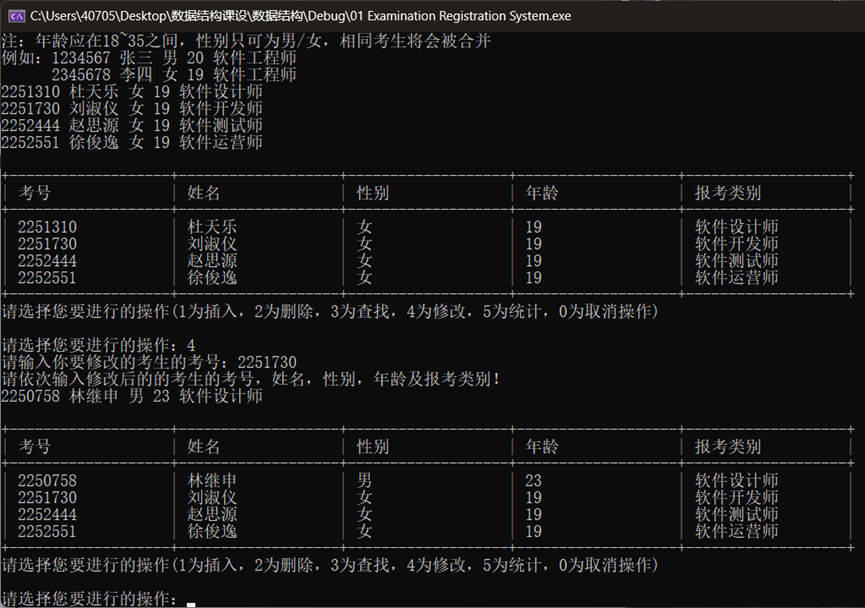 C:\Users\40705\Desktop\数据结构课设\数据结构\Debug\01 Examination Registration System.exe
注：年龄应在18~35之间，性别只可为男/女，相同考生将会被合并
例如：1234567 张三 男 20 软件工程师
2345678 李四 女 19 软件工程师
2251310 杜天乐 女 19 软件设计师
2251730 刘淑仪 女 19 软件开发师
2252444 赵思源 女 19 软件测试师
2252551 徐俊逸 女 19 软件运营师
考号 姓名 性别 年龄 报考类别
2251310 杜天乐 女 19 软件设计师
2251730 刘淑仪 女 19 软件开发师
2252444 赵思源 女 19 软件测试师
2252551 徐俊逸 女 19 软件运营师
请选择您要进行的操作(1为插入，2为删除，3为查找，4为修改，5为统计，0为取消操作)
请选择您要进行的操作：4
请输入你要修改的考生的考号：2251730
请依次输入修改后的的考生的考号，姓名，性别，年龄及报考类别！
2250758 林继申 男 23 软件设计师
考号 姓名 性别 年龄 报考类别
2250758 林继申 男 23 软件设计师
2251730 刘淑仪 女 19 软件开发师
2252444 赵思源 女 19 软件测试师
2252551 徐俊逸 女 19 软件运营师
请选择您要进行的操作(1为插入，2为删除，3为查找，4为修改，5为统计，0为取消操作)
请选择您要进行的操作：